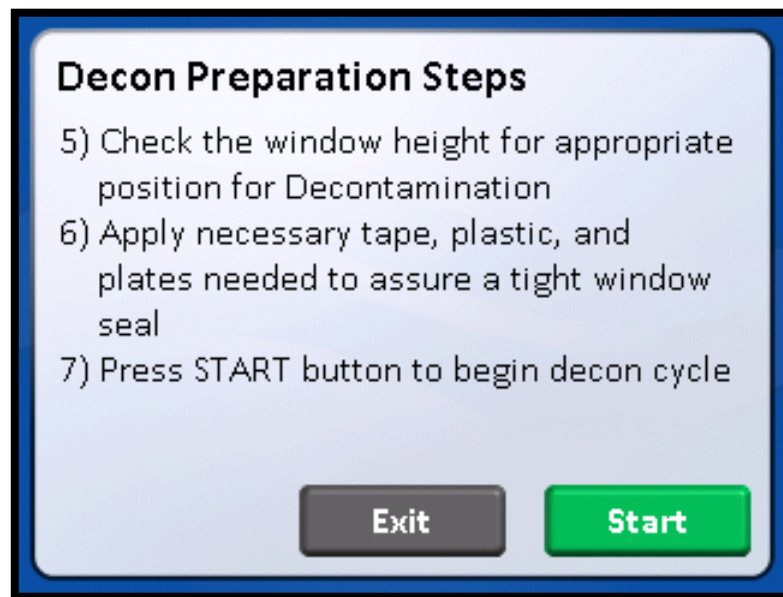 Decon Preparation Steps
5) Check the window height for appropriate
position for Decontamination
6) Apply necessary tape, plastic, and
plates needed to assure a tight window
seal
7) Press START button to begin decon cycle
Exit Start